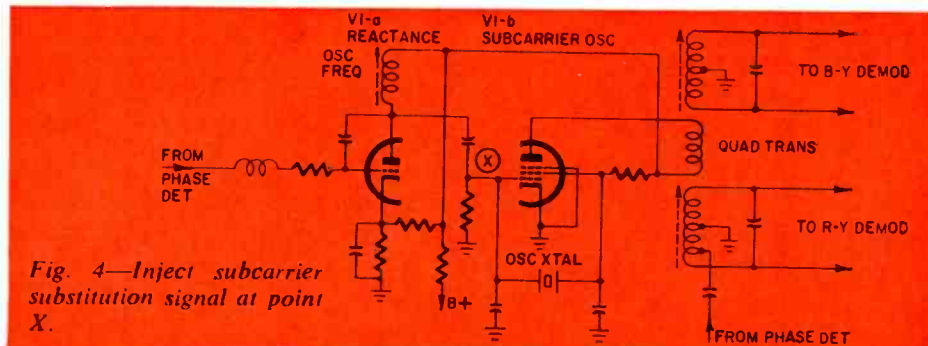 V1-a
REACTANCE
OSC
FREQ
V1-b
SUBCARRIER OSC
TO B-Y DEMOD
QUAD TRANS
FROM
PHASE
DET
X
TO R-Y DEMOD
OSC XTAL
B+
FROM PHASE DET
Fig. 4—Inject subcarrier
substitution signal at point
X.